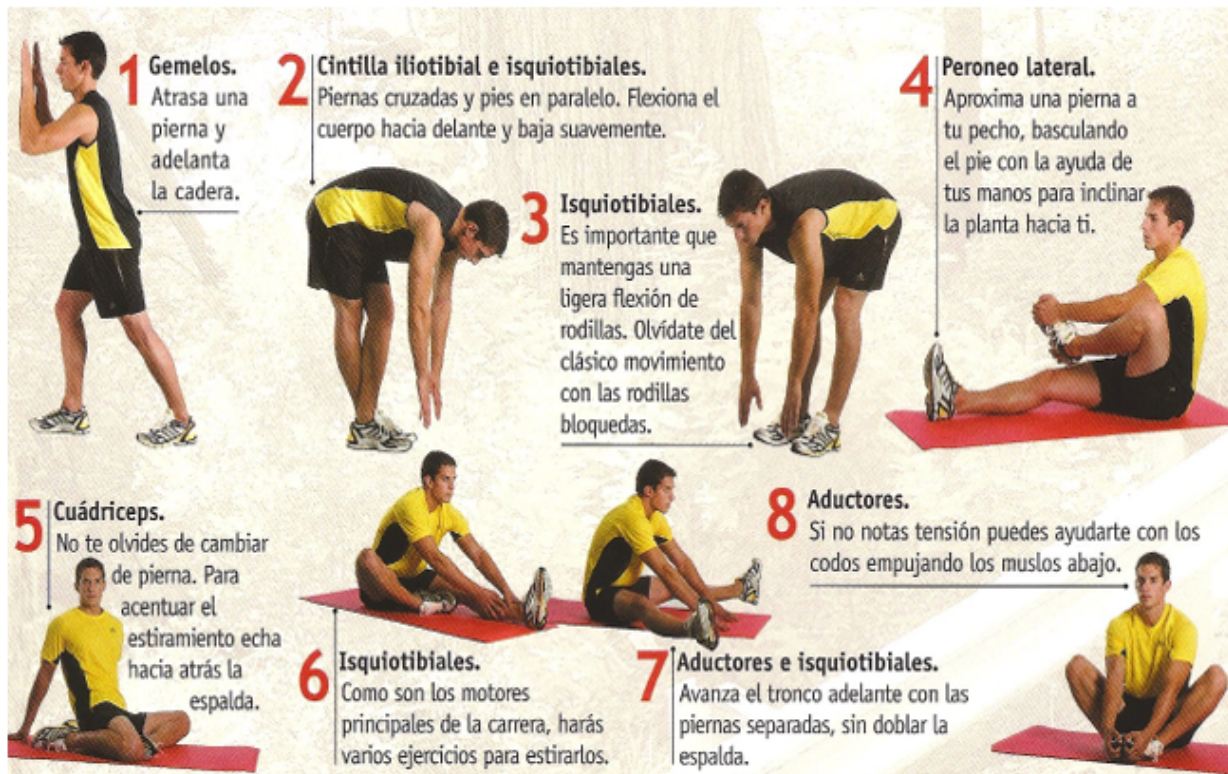 1
Gemelos.
Atrasa una
pierna y
adelanta
la cadera.
2
Cintilla iliotibial e isquiotibiales.
Piernas cruzadas y pies en paralelo. Flexiona el
cuerpo hacia delante y baja suavemente.
3
Isquiotibiales.
Es importante que
mantengas una
ligera flexión de
rodillas. Olvídate del
clásico movimiento
con las rodillas
bloquedas.
4
Peroneo lateral.
Aproxima una pierna a
tu pecho, basculando
el pie con la ayuda de
tus manos para inclinar
la planta hacia ti.
5
Cuádriceps.
No te olvides de cambiar
de pierna. Para
acentuar el
estiramiento echa
hacia atrás la
espalda.
6
Isquiotibiales.
Como son los motores
principales de la carrera, harás
varios ejercicios para estirarlos.
7
Aductores e isquiotibiales.
Avanza el tronco adelante con las
piernas separadas, sin doblar la
espalda.
8
Aductores.
Si no notas tensión puedes ayudarte con los
codos empujando los muslos abajo.